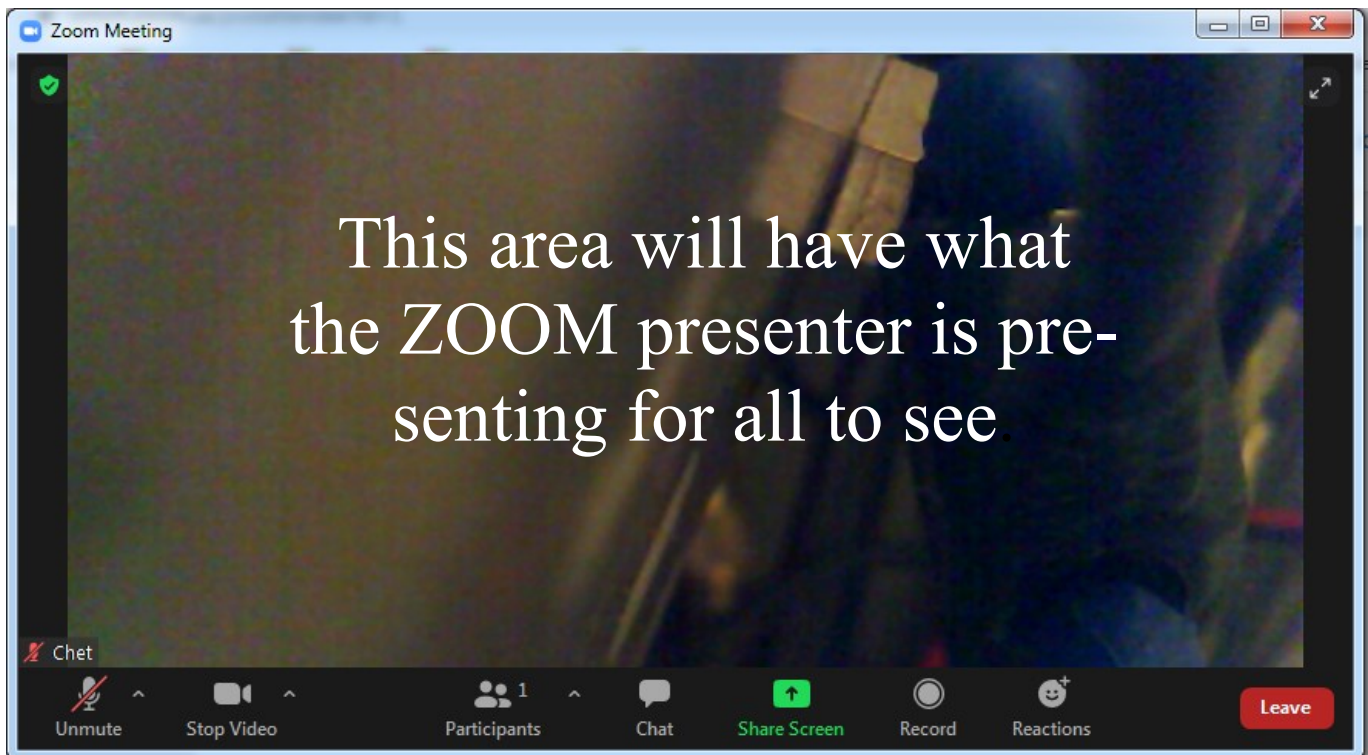 Zoom Meeting
This area will have what
the ZOOM presenter is pre-
senting for all to see.
Chet
1
Unmute Stop Video Participants Chat Share Screen Record Reactions Leave